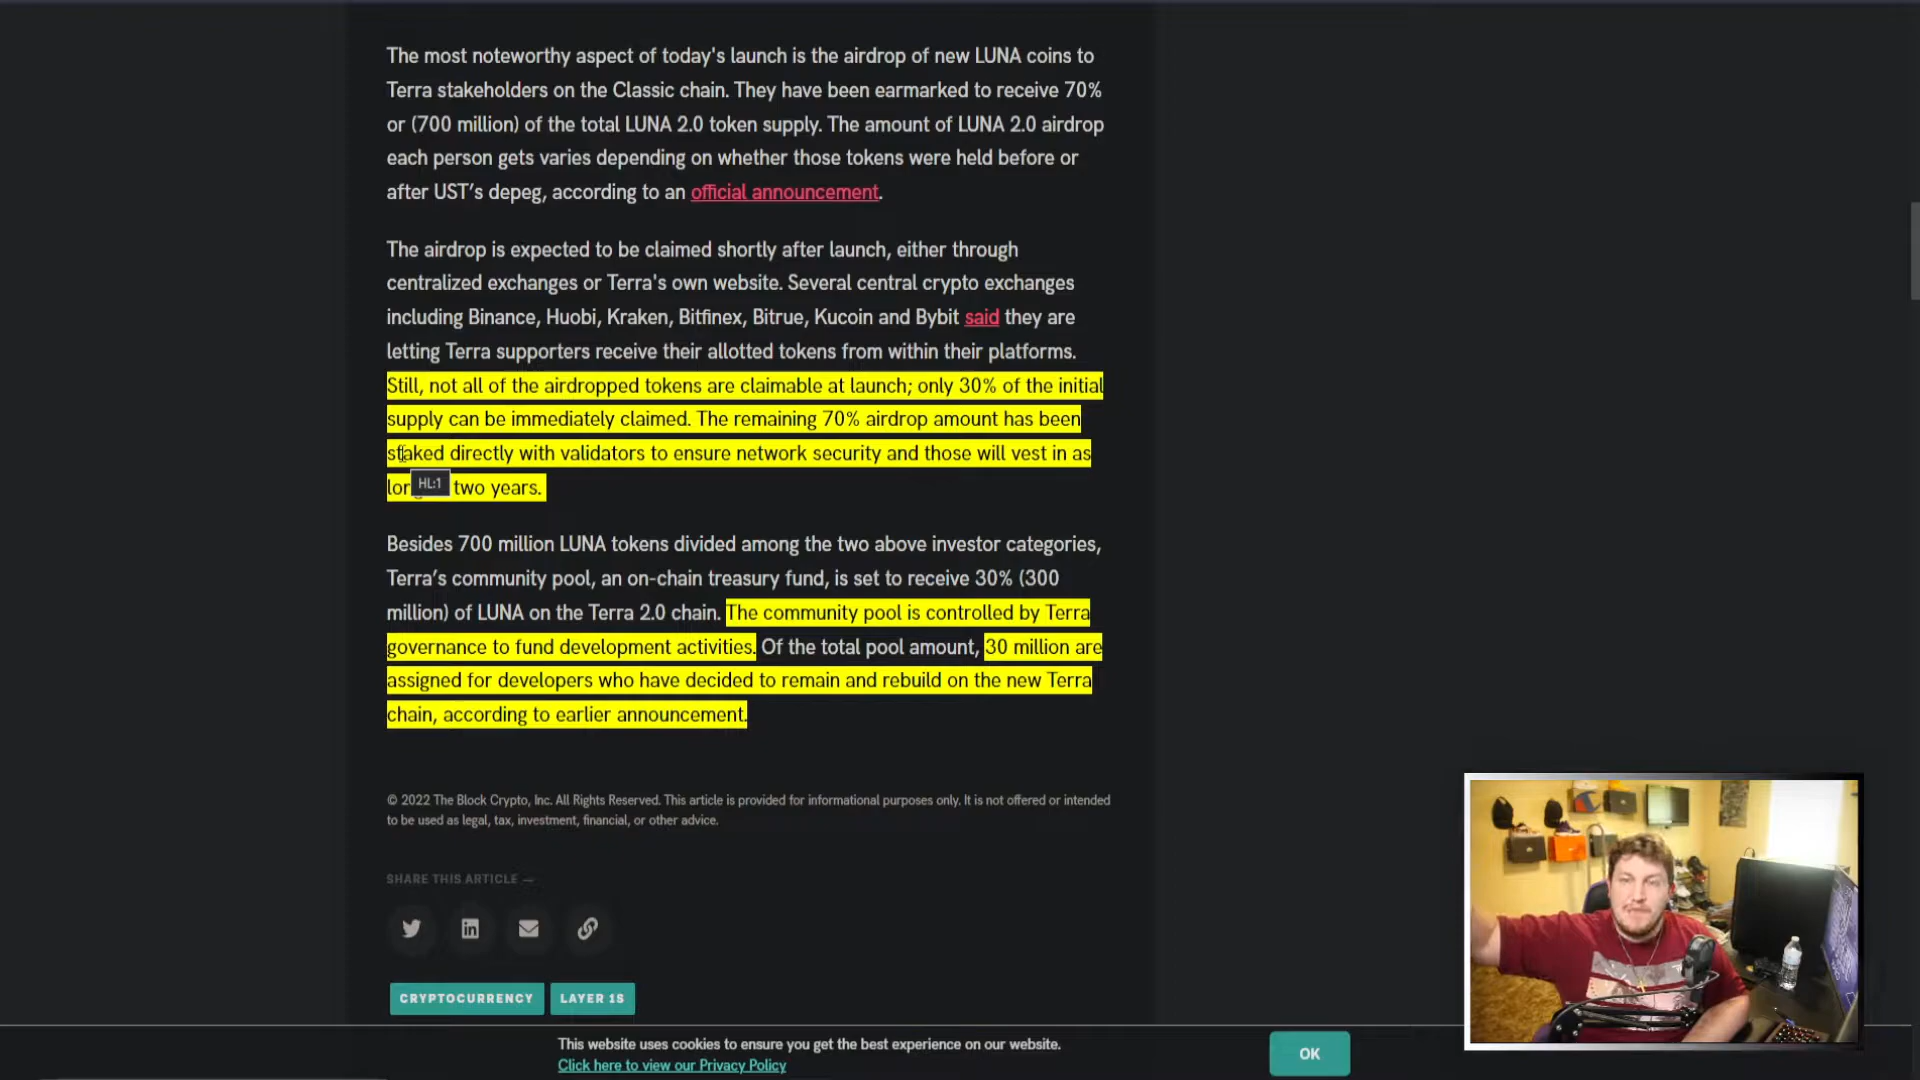 The most noteworthy aspect of today's launch is the airdrop of new LUNA coins to
Terra stakeholders on the Classic chain. They have been earmarked to receive 70%
or (700 million) of the total LUNA 2.0 token supply. The amount of LUNA 2.0 airdrop
each person gets varies depending on whether those tokens were held before or
after UST’s depeg, according to an official announcement.
The airdrop is expected to be claimed shortly after launch, either through
centralized exchanges or Terra's own website. Several central crypto exchanges
including Binance, Huobi, Kraken, Bitfinex, Bitrue, Kucoin and Bybit said they are
letting Terra supporters receive their allotted tokens from within their platforms.
Still, not all of the airdropped tokens are claimable at launch; only 30% of the initial
supply can be immediately claimed. The remaining 70% airdrop amount has been
staked directly with validators to ensure network security and those will vest in as
HL:1 two years.
Besides 700 million LUNA tokens divided among the two above investor categories,
Terra’s community pool, an on-chain treasury fund, is set to receive 30% (300
million) of LUNA on the Terra 2.0 chain. The community pool is controlled by Terra
governance to fund development activities. Of the total pool amount, 30 million are
assigned for developers who have decided to remain and rebuild on the new Terra
chain, according to earlier announcement.
© 2022 The Block Crypto, Inc. All Rights Reserved. This article is provided for informational purposes only. It is not offered or intended
to be used as legal, tax, investment, financial, or other advice.
SHARE THIS ARTICLE —
CRYPTOCURRENCY LAYER 1S
This website uses cookies to ensure you get the best experience on our website.
Click here to view our Privacy Policy
OK